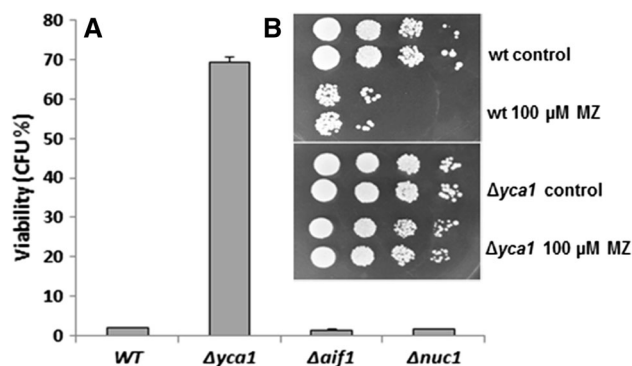 A
B
Viability (CFU %)
80
70
60
50
40
30
20
10
0
WT
Δyca1
Δaif1
Δnuc1
wt control
wt 100 µM MZ
Δyca1 control
Δyca1 100 µM MZ